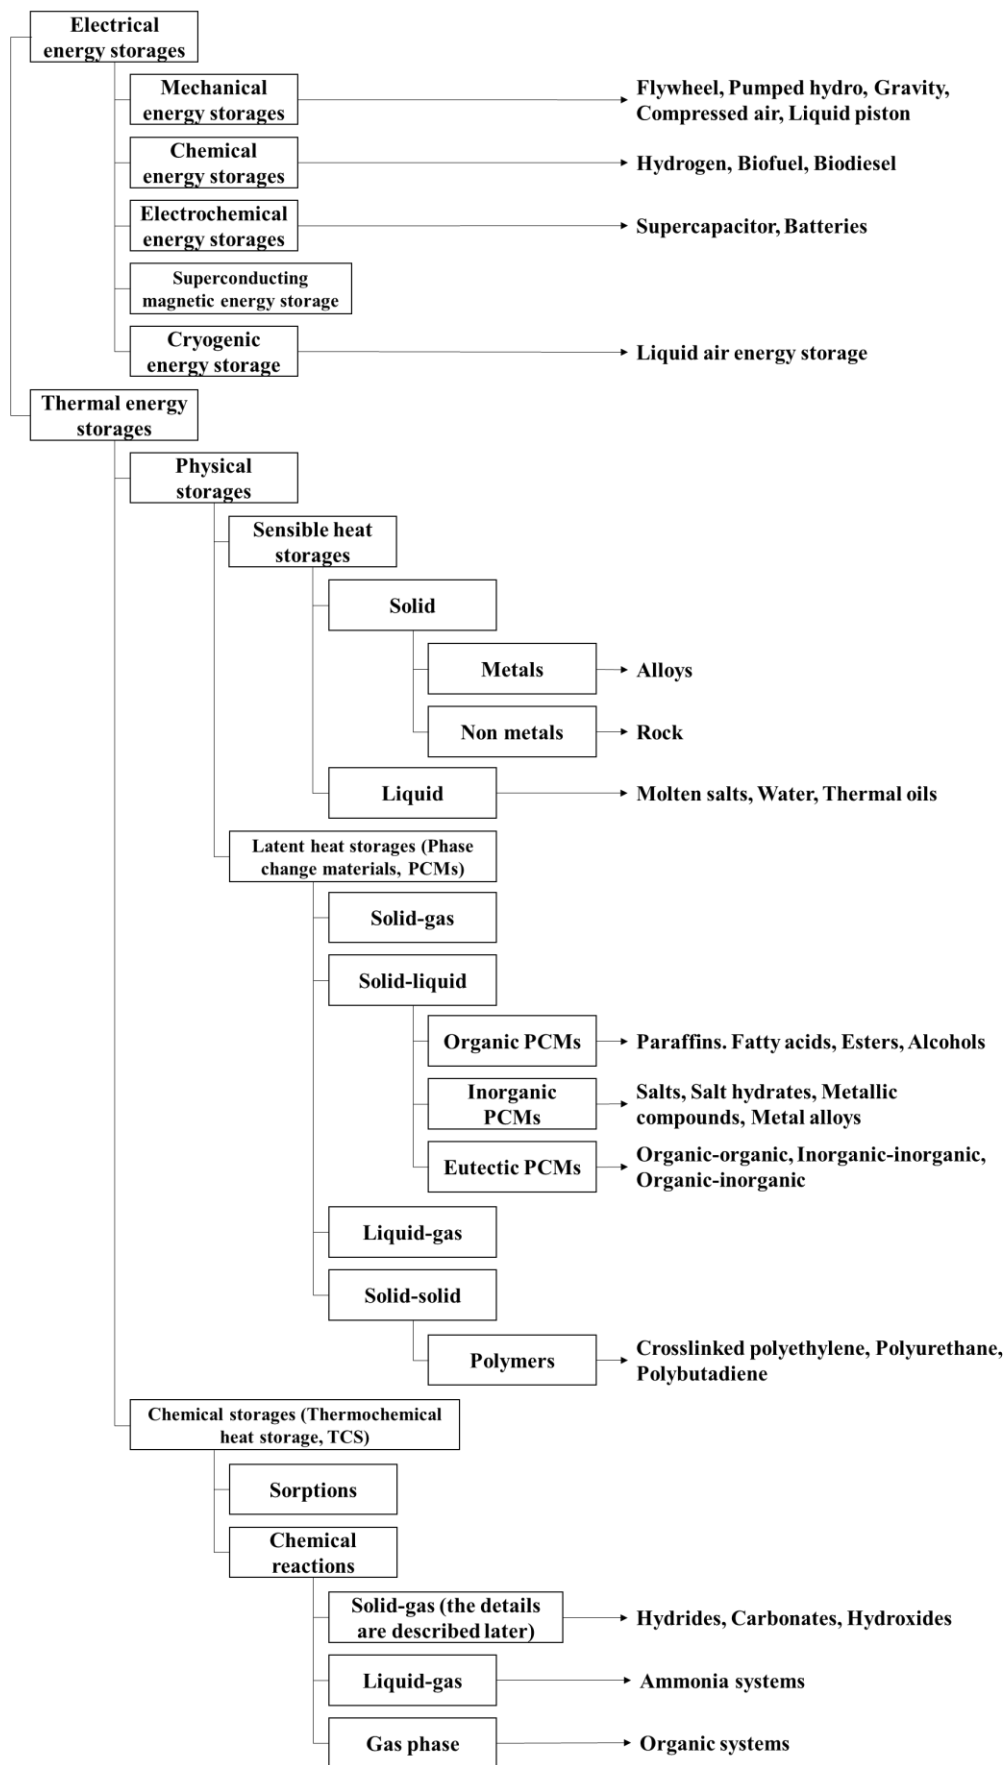 Electrical
energy storages
Mechanical
energy storages
Flywheel, Pumped hydro, Gravity,
Compressed air, Liquid piston
Chemical
energy storages
Hydrogen, Biofuel, Biodiesel
Electrochemical
energy storages
Supercapacitor, Batteries
Superconducting
magnetic energy storage
Cryogenic
energy storage
Liquid air energy storage
Thermal energy
storages
Physical
storages
Sensible heat
storages
Solid
Metals
Alloys
Non metals
Rock
Liquid
Molten salts, Water, Thermal oils
Latent heat storages (Phase
change materials, PCMs)
Solid-gas
Solid-liquid
Organic PCMs
Paraffins. Fatty acids, Esters, Alcohols
Inorganic
PCMs
Salts, Salt hydrates, Metallic
compounds, Metal alloys
Eutectic PCMs
Organic-organic, Inorganic-inorganic,
Organic-inorganic
Liquid-gas
Solid-solid
Polymers
Crosslinked polyethylene, Polyurethane,
Polybutadiene
Chemical storages (Thermochemical
heat storage, TCS)
Sorptions
Chemical
reactions
Solid-gas (the details
are described later)
Hydrides, Carbonates, Hydroxides
Liquid-gas
Ammonia systems
Gas phase
Organic systems